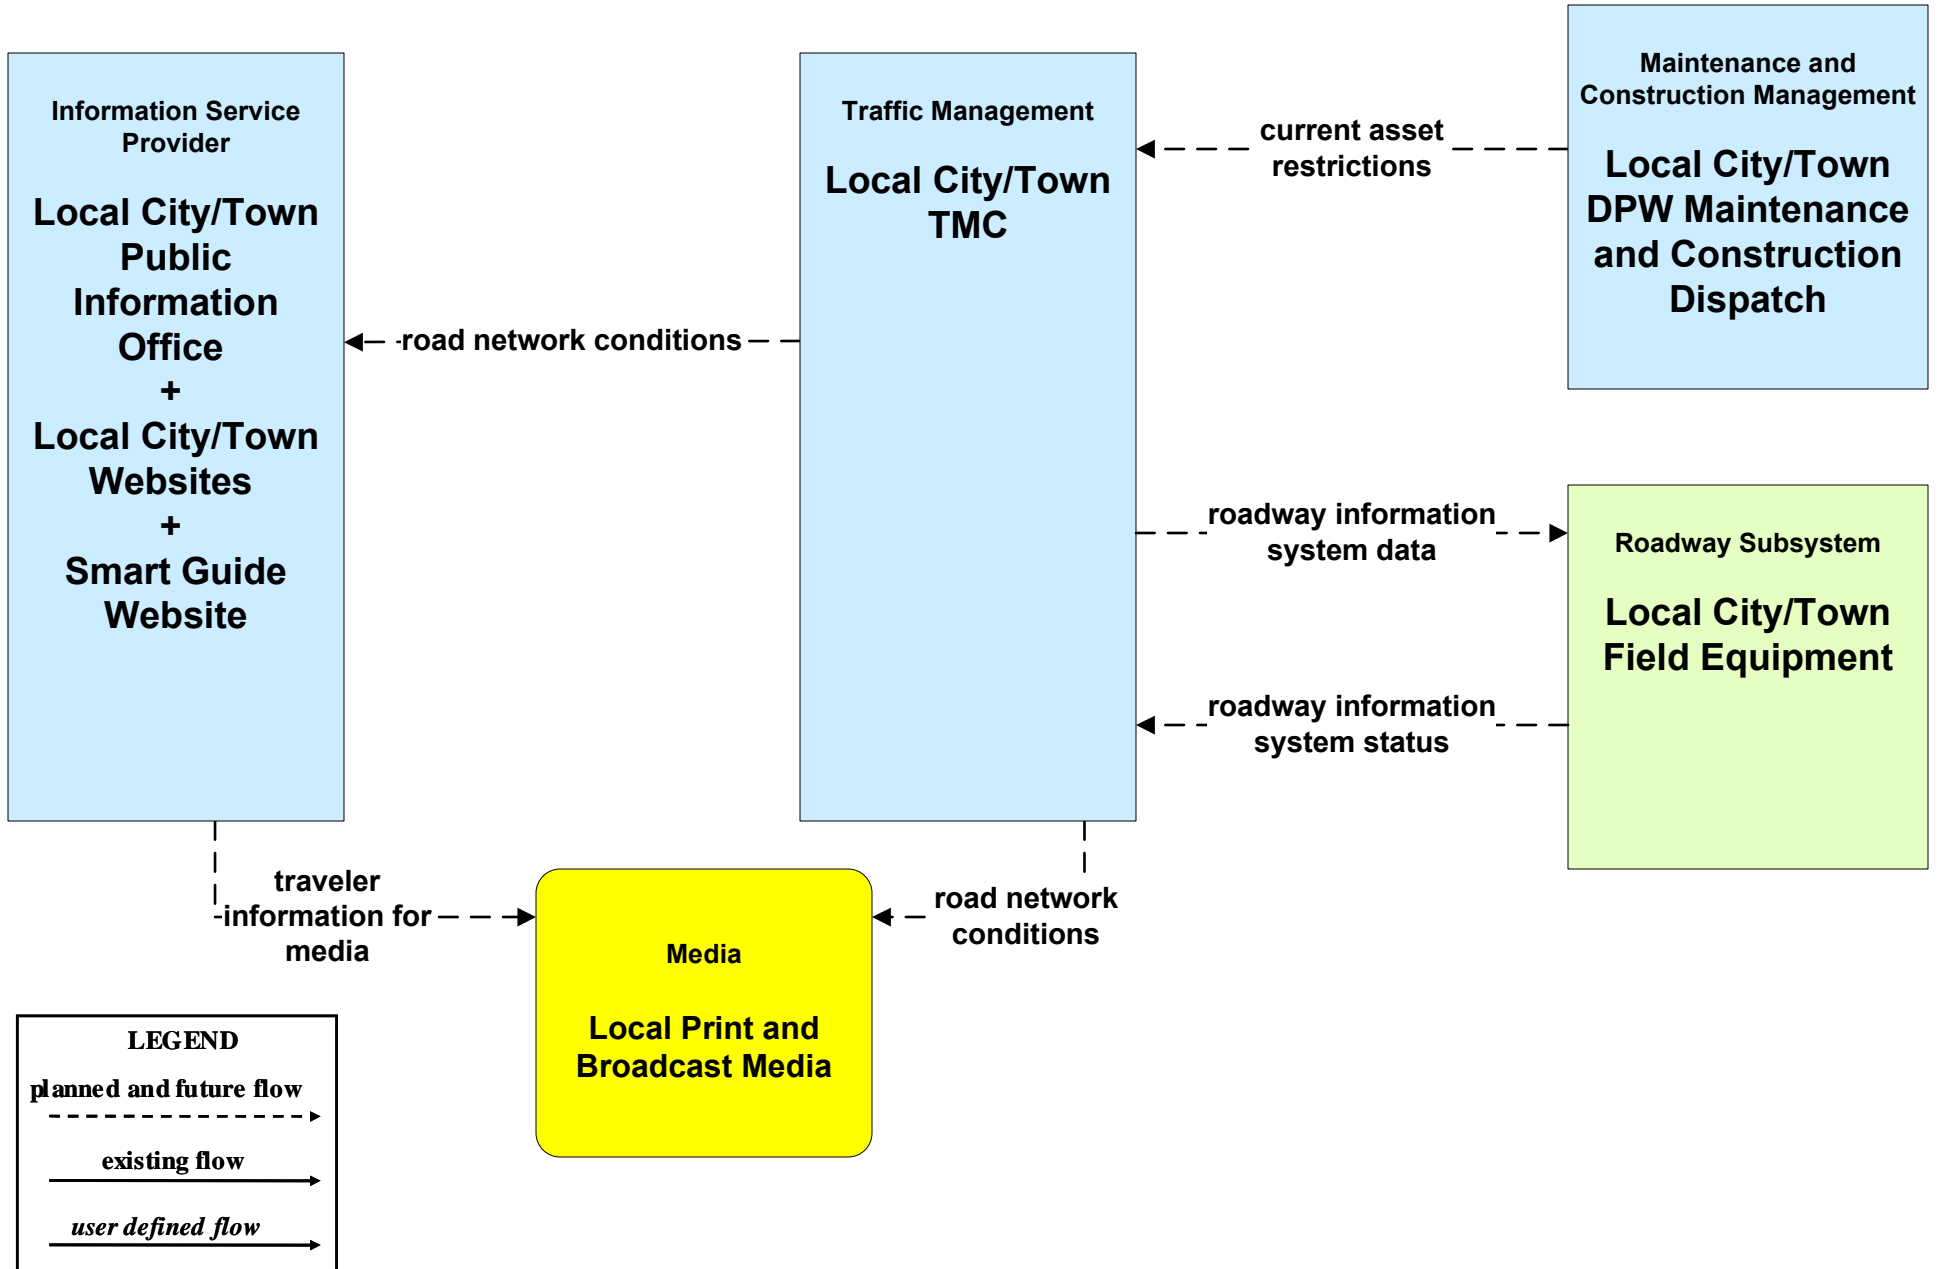 Information Service
Provider
Local City/Town
Public
Information
Office
+
Local City/Town
Websites
+
Smart Guide
Website
road network conditions
Traffic Management
Local City/Town
TMC
current asset
restrictions
Maintenance and
Construction Management
Local City/Town
DPW Maintenance
and Construction
Dispatch
roadway information
system data
Roadway Subsystem
Local City/Town
Field Equipment
roadway information
system status
traveler
information for
media
Media
Local Print and
Broadcast Media
road network
conditions
LEGEND
planned and future flow
existing flow
user defined flow